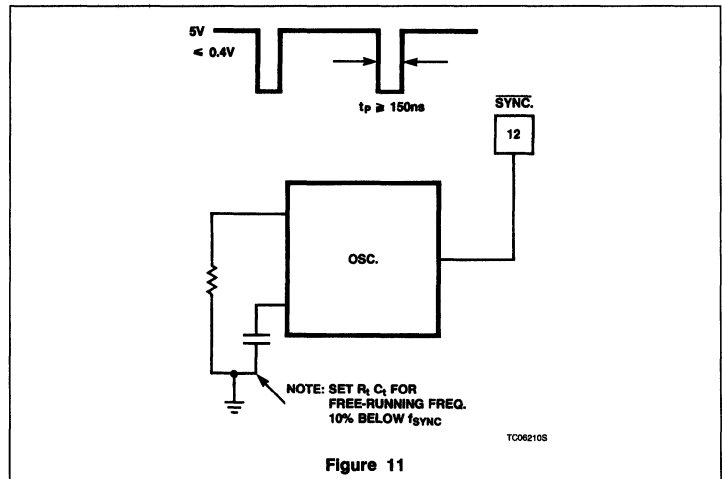 5V
≤ 0.4V
tp ≥ 150ns
SYNC.
12
OSC.
NOTE: SET Rt Ct FOR
FREE-RUNNING FREQ.
10% BELOW fSYNC
TC06210S
Figure 11